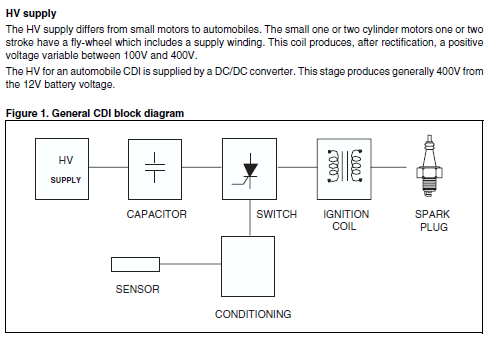 HV supply
The HV supply differs from small motors to automobiles. The small one or two cylinder motors one or two
stroke have a fly-wheel which includes a supply winding. This coil produces, after rectification, a positive
voltage variable between 100V and 400V.
The HV for an automobile CDI is supplied by a DC/DC converter. This stage produces generally 400V from
the 12V battery voltage.
Figure 1. General CDI block diagram
HV
SUPPLY
CAPACITOR
SWITCH
IGNITION
COIL
SPARK
PLUG
SENSOR
CONDITIONING